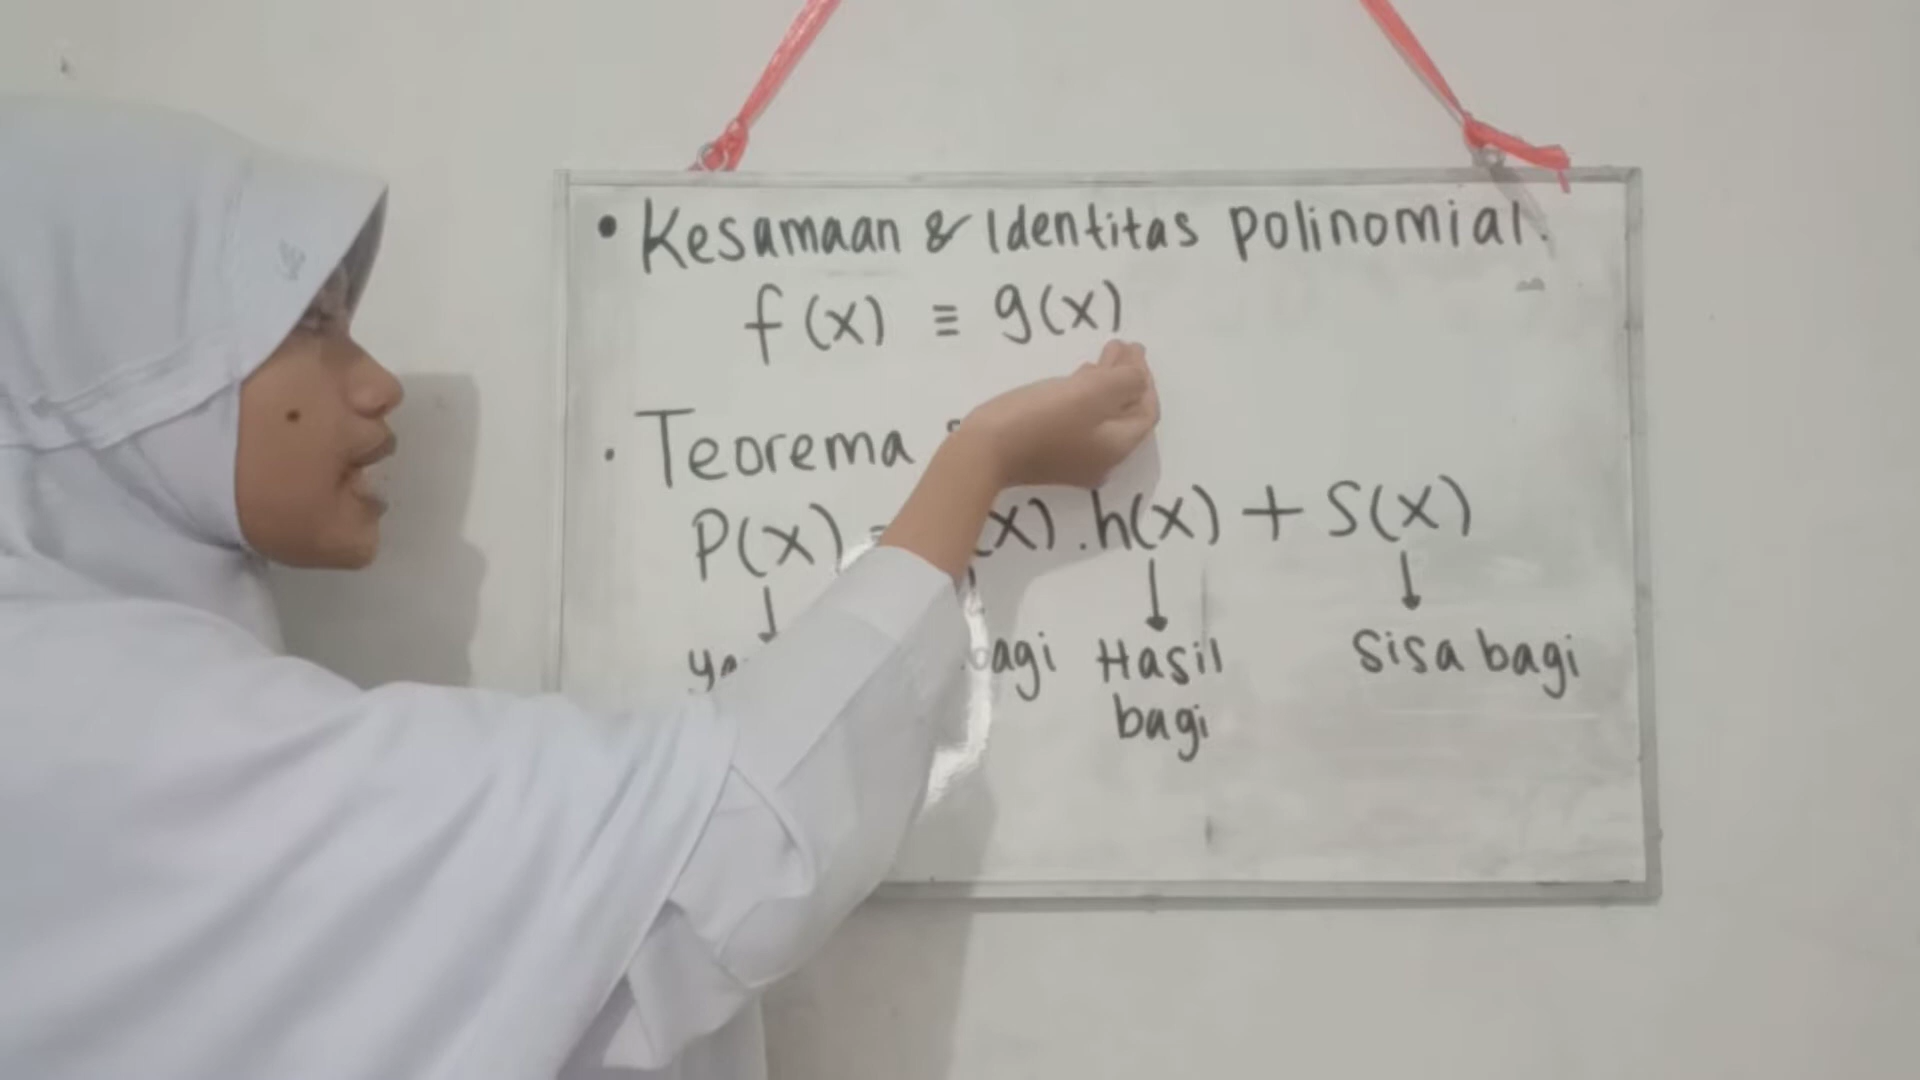 • Kesamaan & Identitas polinomial.
f(x) ≡ g(x)
• Teorema
P(x) = (x) . h(x) + S(x)
↓ ↓ ↓
bagi Hasil bagi Sisa bagi